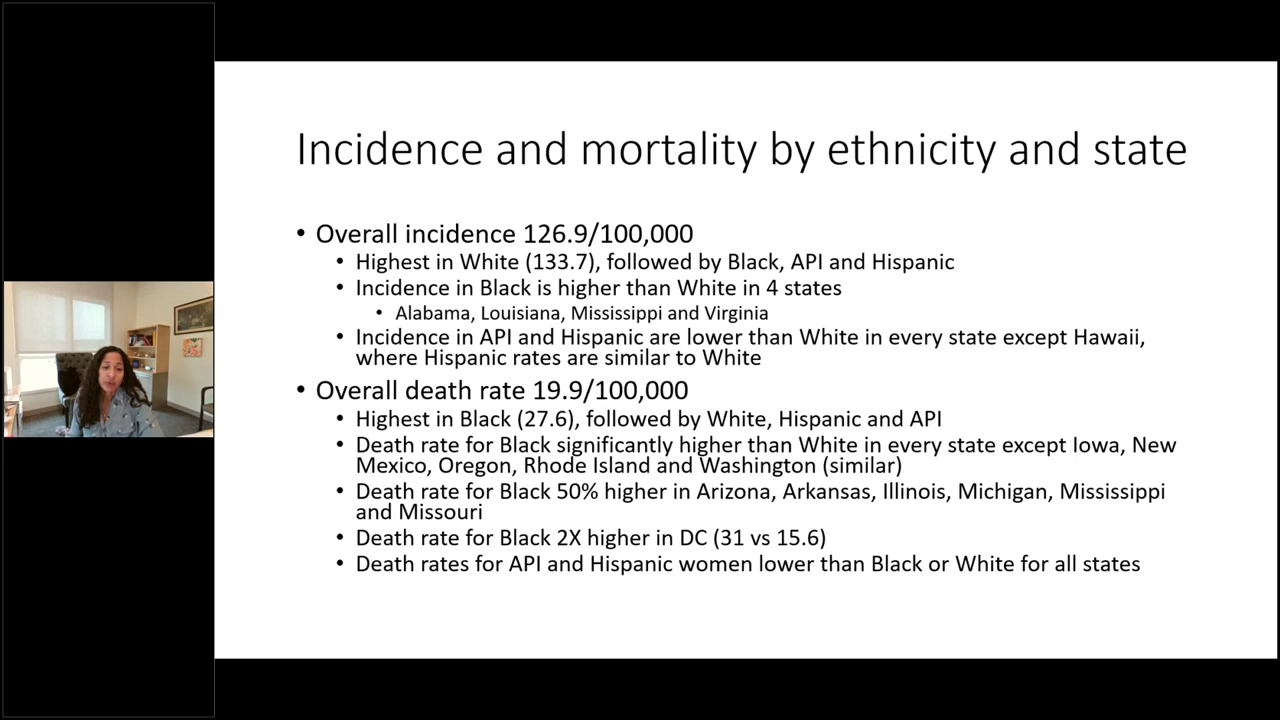 Incidence and mortality by ethnicity and state
• Overall incidence 126.9/100,000
• Highest in White (133.7), followed by Black, API and Hispanic
• Incidence in Black is higher than White in 4 states
• Alabama, Louisiana, Mississippi and Virginia
• Incidence in API and Hispanic are lower than White in every state except Hawaii,
where Hispanic rates are similar to White
• Overall death rate 19.9/100,000
• Highest in Black (27.6), followed by White, Hispanic and API
• Death rate for Black significantly higher than White in every state except Iowa, New
Mexico, Oregon, Rhode Island and Washington (similar)
• Death rate for Black 50% higher in Arizona, Arkansas, Illinois, Michigan, Mississippi
and Missouri
• Death rate for Black 2X higher in DC (31 vs 15.6)
• Death rates for API and Hispanic women lower than Black or White for all states